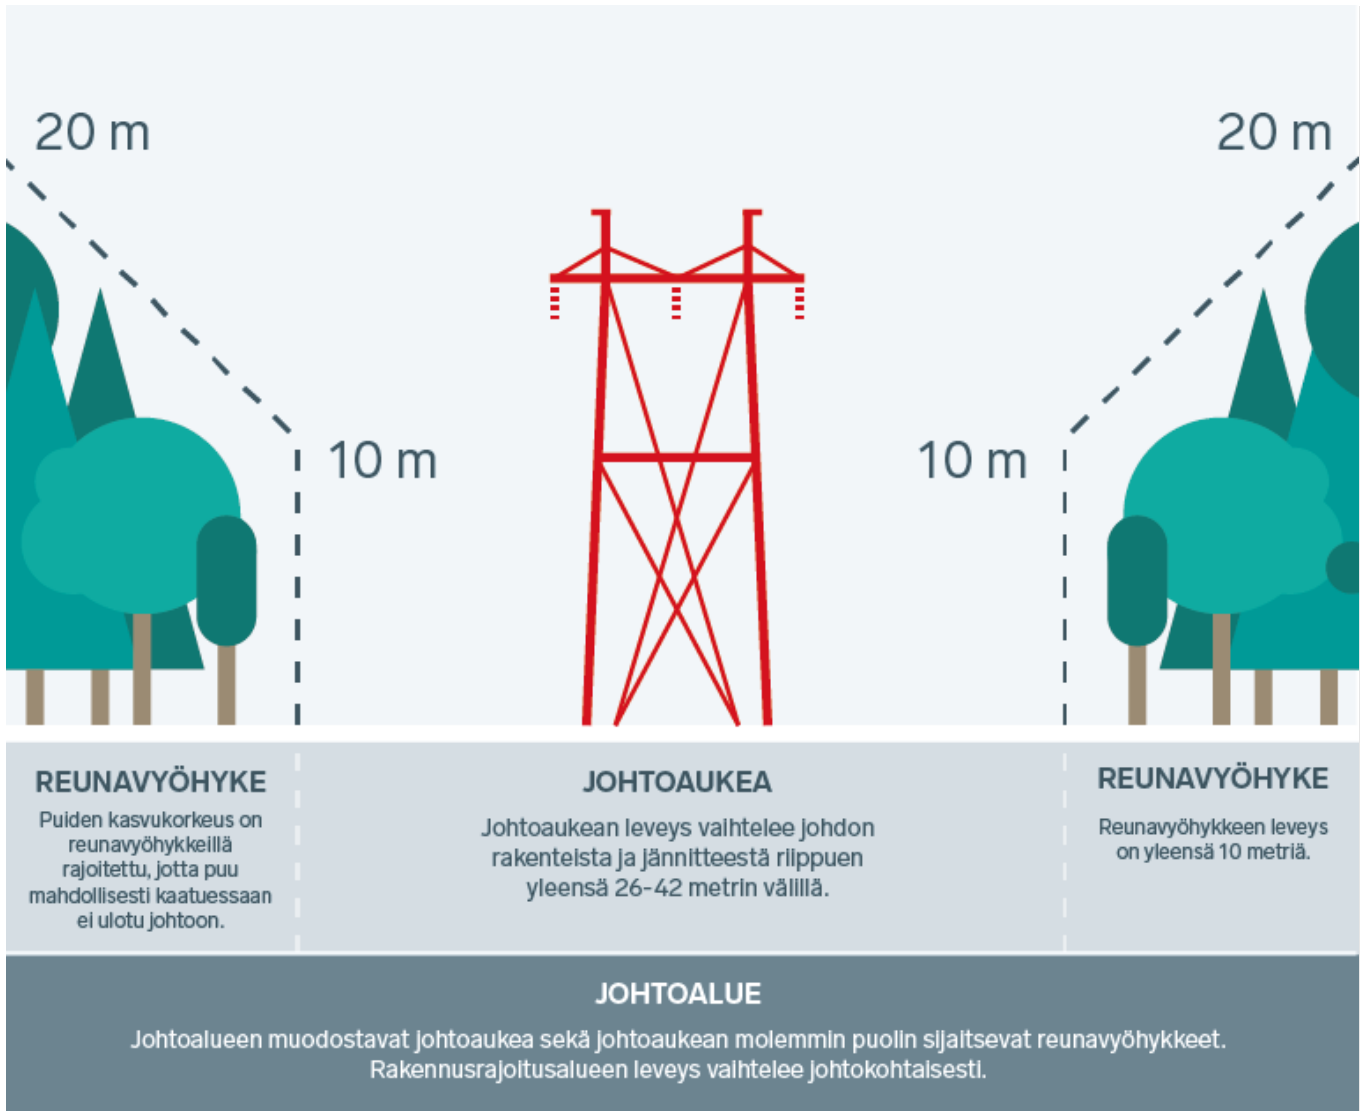 20 m
20 m
10 m
10 m
REUNAVYÖHYKE
Puiden kasvukorkeus on
reunavyöhykkeillä
rajoitettu, jotta puu
mahdollisesti kaatuessaan
ei ulotu johtoon.
JOHTOAUKEA
Johtoaukean leveys vaihtelee johdon
rakenteista ja jännitteestä riippuen
yleensä 26-42 metrin välillä.
REUNAVYÖHYKE
Reunavyöhykkeen leveys
on yleensä 10 metriä.
JOHTOALUE
Johtoalueen muodostavat johtoaukea sekä johtoaukean molemmin puolin sijaitsevat reunavyöhykkeet.
Rakennusrajoitusalueen leveys vaihtelee johtokohtaisesti.